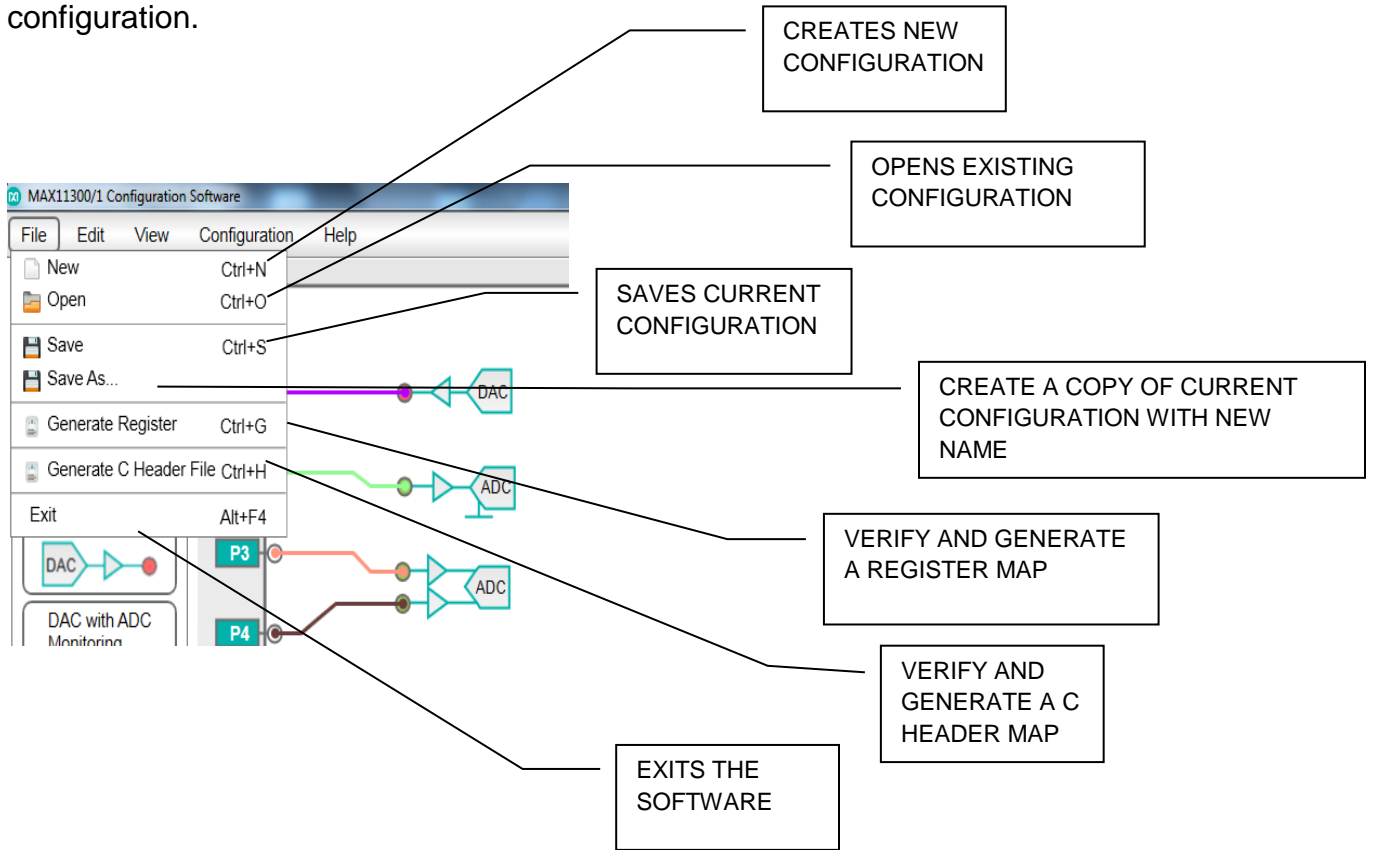 configuration.
CREATES NEW
CONFIGURATION
OPENS EXISTING
CONFIGURATION
MAX11300/1 Configuration Software
File Edit View Configuration Help
New Ctrl+N
Open Ctrl+O
SAVES CURRENT
CONFIGURATION
Save Ctrl+S
Save As...
CREATE A COPY OF CURRENT
CONFIGURATION WITH NEW
NAME
DAC
Generate Register Ctrl+G
Generate C Header File Ctrl+H
ADC
Exit Alt+F4
VERIFY AND GENERATE
A REGISTER MAP
DAC
P3
ADC
DAC with ADC
Monitoring
P4
VERIFY AND
GENERATE A C
HEADER MAP
EXITS THE
SOFTWARE